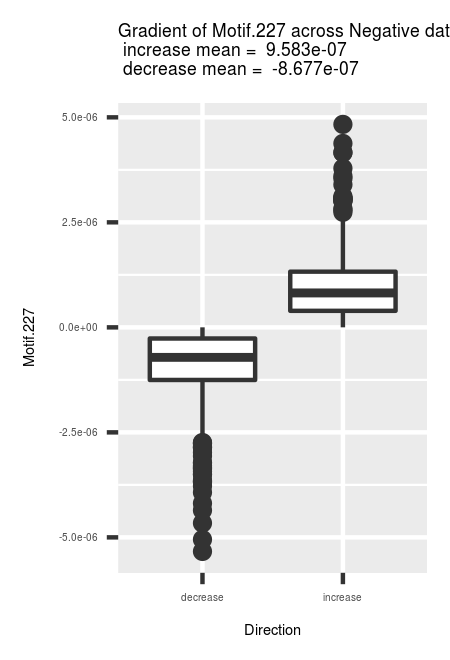 Gradient of Motif.227 across Negative dat
increase mean =  9.583e-07
decrease mean =  -8.677e-07
5.0e-06
2.5e-06
0.0e+00
-2.5e-06
-5.0e-06
Motif.227
decrease
increase
Direction